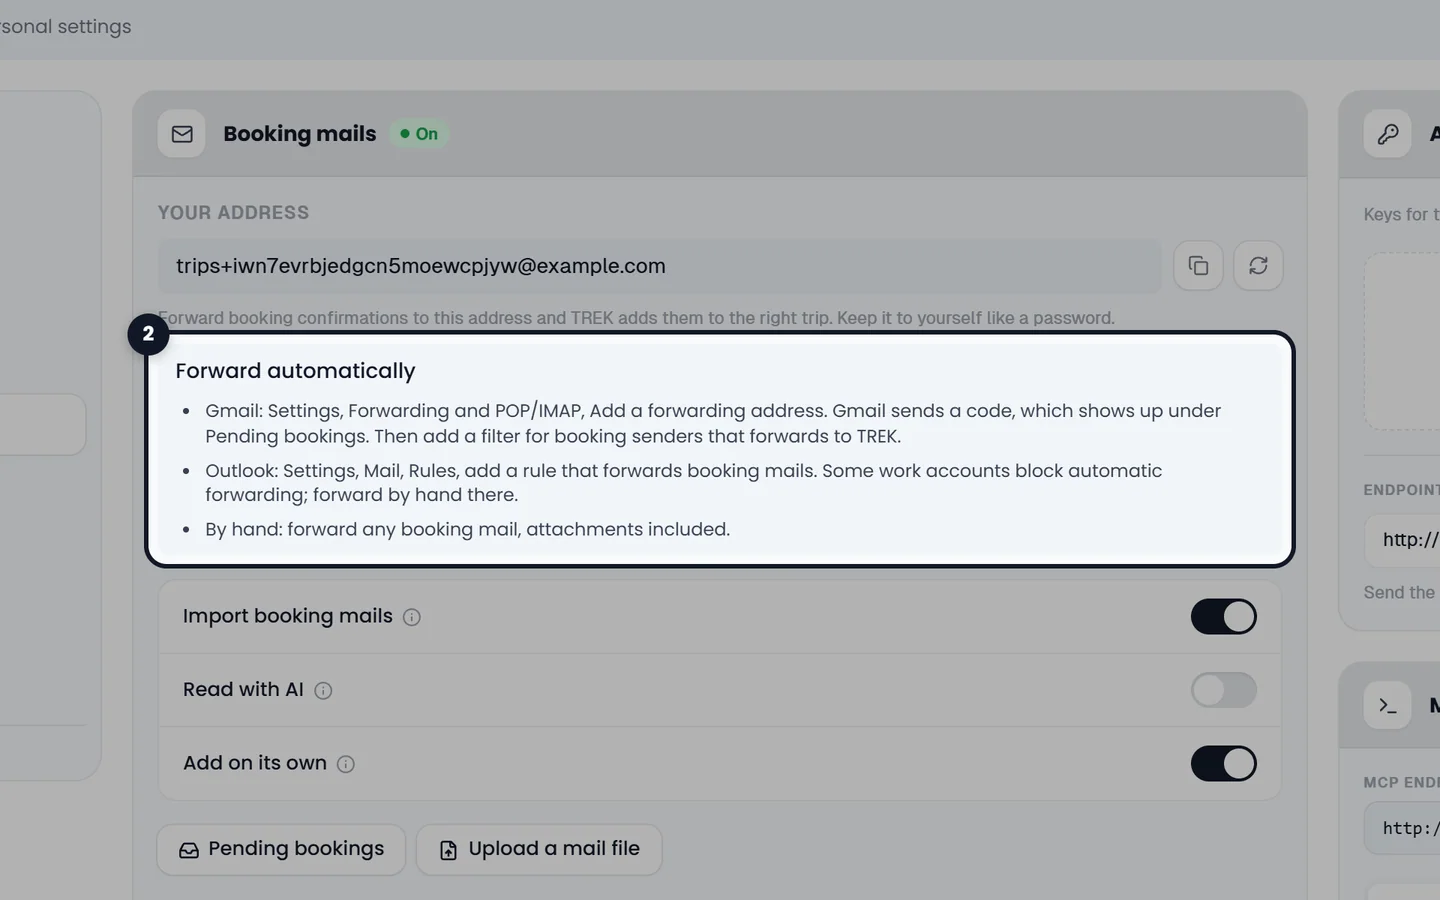 sonal settings
Booking mails
On
YOUR ADDRESS
trips+iwn7evrbjedgcn5moewcpjyw@example.com
Forward booking confirmations to this address and TREK adds them to the right trip. Keep it to yourself like a password.
2
Forward automatically
• Gmail: Settings, Forwarding and POP/IMAP, Add a forwarding address. Gmail sends a code, which shows up under
Pending bookings. Then add a filter for booking senders that forwards to TREK.
• Outlook: Settings, Mail, Rules, add a rule that forwards booking mails. Some work accounts block automatic
forwarding; forward by hand there.
• By hand: forward any booking mail, attachments included.
Import booking mails
Read with AI
Add on its own
Pending bookings
Upload a mail file
Keys for t
ENDPOINT
http://
Send the
MCP ENDP
http:/